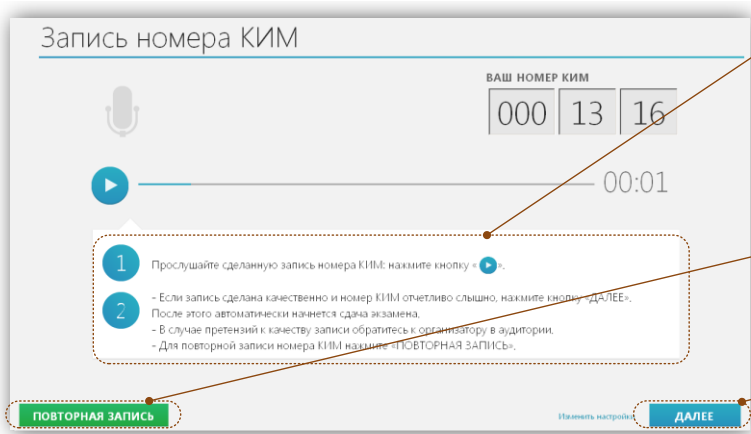 Запись номера КИМ
ВАШ НОМЕР КИМ
000 13 16
00:01
1
Прослушайте сделанную запись номера КИМ: нажмите кнопку « ».
2
- Если запись сделана качественно и номер КИМ отчетливо слышно, нажмите кнопку «ДАЛЕЕ».
После этого автоматически начнется сдача экзамена.
- В случае претензий к качеству записи обратитесь к организатору в аудитории.
- Для повторной записи номера КИМ нажмите «ПОВТОРНАЯ ЗАПИСЬ».
ПОВТОРНАЯ ЗАПИСЬ
Изменить настройки
ДАЛЕЕ